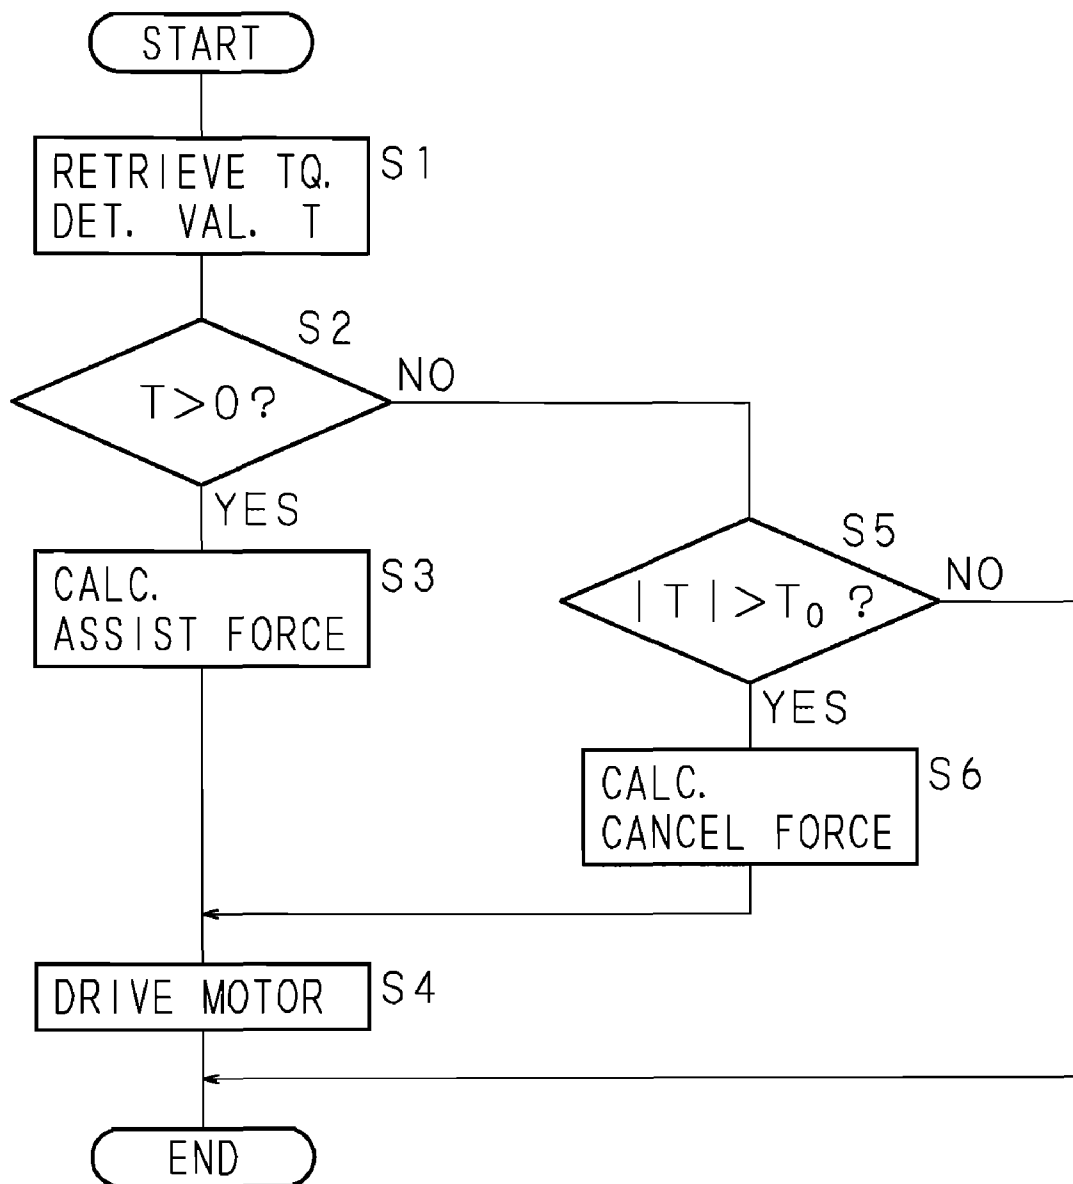 START
RETRIEVE TQ.
DET. VAL. T
S1
S2
T>0?
NO
YES
CALC.
ASSIST FORCE
S3
S5
|T|>T₀?
NO
YES
CALC.
CANCEL FORCE
S6
DRIVE MOTOR
S4
END